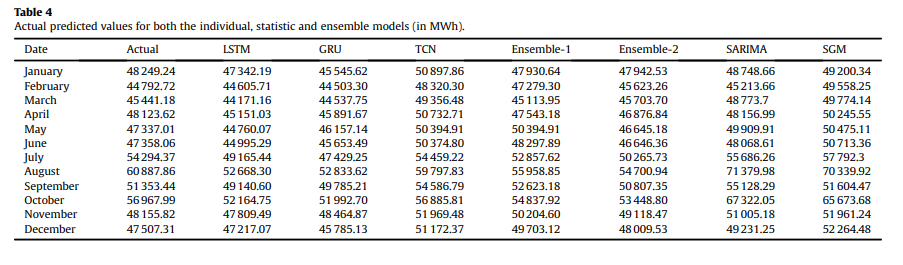 Table 4
Actual predicted values for both the individual, statistic and ensemble models (in MWh).
Date Actual LSTM GRU TCN Ensemble-1 Ensemble-2 SARIMA SGM
January 48 249.24 47 342.19 45 545.62 50 897.86 47 930.64 47 942.53 48 748.66 49 200.34
February 44 792.72 44 605.71 44 503.30 48 320.30 47 279.30 45 623.26 45 213.66 49 558.25
March 45 441.18 44 171.16 44 537.75 49 356.48 45 113.95 45 703.70 48 773.7 49 774.14
April 48 123.62 45 151.03 45 891.67 50 732.71 47 543.18 46 876.84 48 156.99 50 245.55
May 47 337.01 44 760.07 46 157.14 50 394.91 50 394.91 46 645.18 49 909.91 50 475.11
June 47 358.06 44 995.29 45 653.49 50 374.80 48 297.89 46 646.36 48 068.61 50 713.36
July 54 294.37 49 165.44 47 429.25 54 459.22 52 857.62 50 265.73 55 686.26 57 792.3
August 60 887.86 52 668.30 52 833.62 59 797.83 55 958.85 54 700.94 71 379.98 70 339.92
September 51 353.44 49 140.60 49 785.21 54 586.79 52 623.18 50 807.35 55 128.29 51 604.47
October 56 967.99 52 164.75 51 992.70 56 885.81 54 837.92 53 448.80 67 322.05 65 673.68
November 48 155.82 47 809.49 48 464.87 51 969.48 50 204.60 49 118.47 51 005.18 51 961.24
December 47 507.31 47 217.07 45 785.13 51 172.37 49 703.12 48 009.53 49 231.25 52 264.48